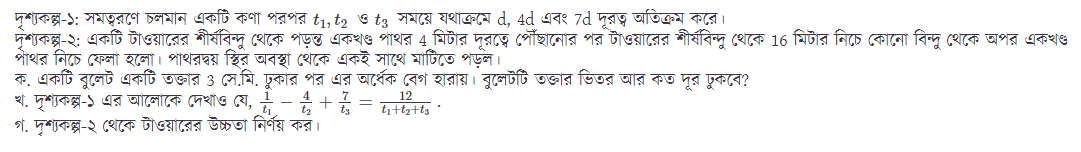 দৃশ্যকল্প-১: সমত্বরণে চলমান একটি কণা পরপর t₁, t₂ ও t₃ সময়ে যথাক্রমে d, 4d এবং 7d দূরত্ব অতিক্রম করে।
দৃশ্যকল্প-২: একটি টাওয়ারের শীর্ষবিন্দু থেকে পড়ন্ত একখণ্ড পাথর 4 মিটার দূরত্বে পৌঁছানোর পর টাওয়ারের শীর্ষবিন্দু থেকে 16 মিটার নিচে কোনো বিন্দু থেকে অপর একখণ্ড
পাথর নিচে ফেলা হলো। পাথরদ্বয় স্থির অবস্থা থেকে একই সাথে মাটিতে পড়ল।
ক. একটি বুলেট একটি তক্তার 3 সে.মি. ঢুকার পর এর অর্ধেক বেগ হারায়। বুলেটটি তক্তার ভিতর আর কত দূর ঢুকবে?
খ. দৃশ্যকল্প-১ এর আলোকে দেখাও যে, 1/t₁ − 4/t₂ + 7/t₃ = 12/(t₁+t₂+t₃) .
গ. দৃশ্যকল্প-২ থেকে টাওয়ারের উচ্চতা নির্ণয় কর।